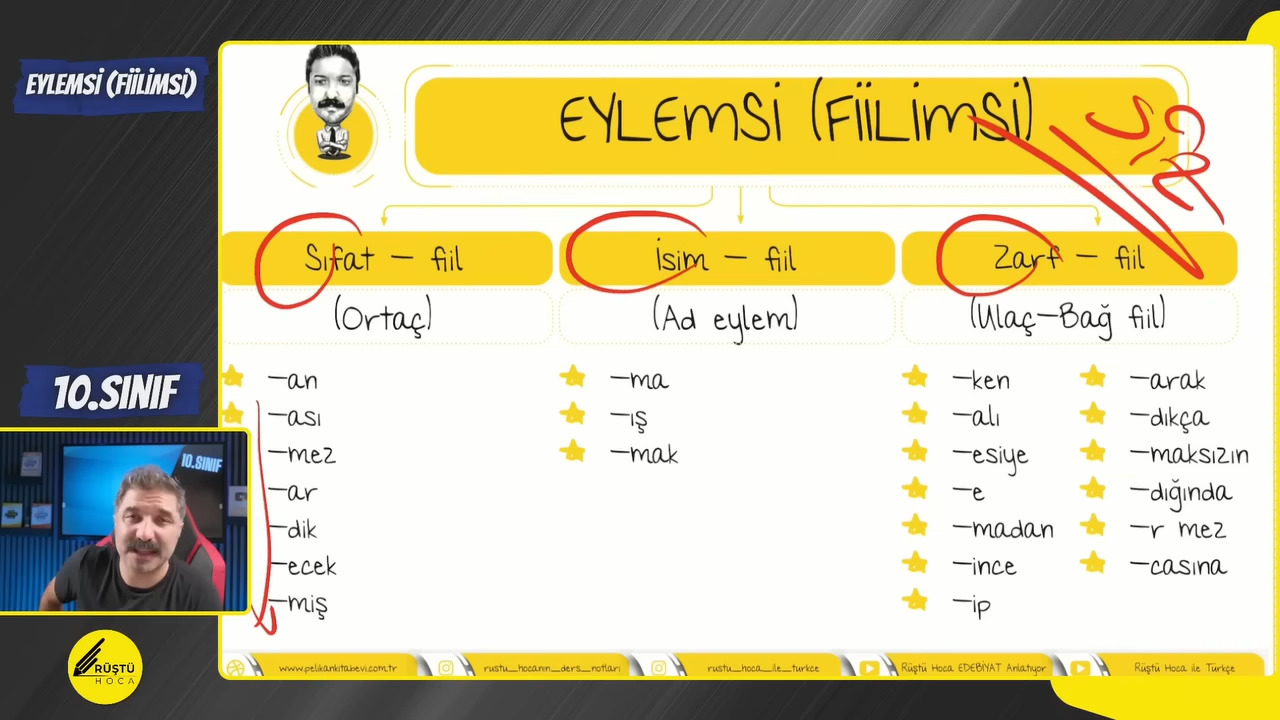 EYLEMSİ (FİİLİMSİ)
10.SINIF
10.SINIF
RÜŞTÜ
HOCA
EYLEMSİ (FİİLİMSİ)
Sıfat – fiil
(Ortaç)
–an
–ası
–mez
–ar
–dik
–ecek
–miş
İsim – fiil
(Ad eylem)
–ma
–ış
–mak
Zarf – fiil
(Ulaç–Bağ fiil)
–ken
–alı
–esiye
–e
–madan
–ince
–ip
–arak
–dıkça
–maksızın
–dığında
–r mez
–casına
www.pelikankitabevi.com.tr
rustu_hocanın_ders_notları
rustu_hoca_ile_turkce
Rüştü Hoca EDEBİYAT Anlatıyor
Rüştü Hoca ile Türkçe